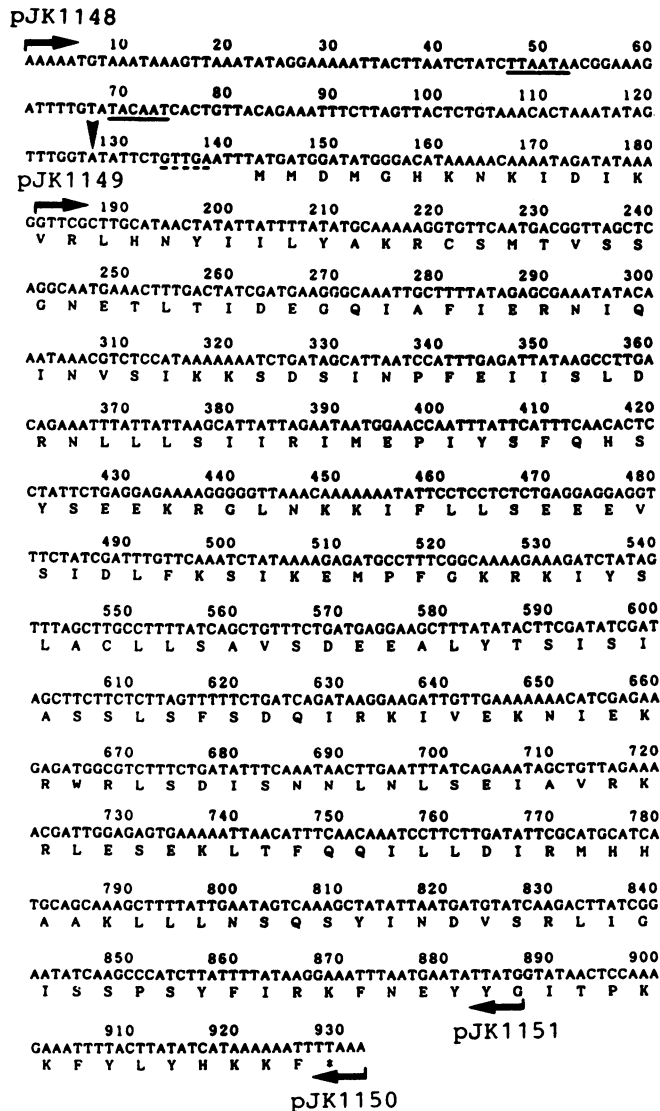 pJK1148
10 20 30 40 50 60
AAAAATGTAAATAAAGTTAAATATAGGAAAAATTACTTAATCTATCTTAATAACGGAAAG
70 80 90 100 110 120
ATTTTGTATACAATCACTGTTACAGAAATTTCTTAGTTACTCTGTAAACACTAAATATAG
130 140 150 160 170 180
TTTGGTATATTCTGTTGAATTTATGATGGATATGGGACATAAAAACAAAATAGATATAAA
M M D M G H K N K I D I K
pJK1149
190 200 210 220 230 240
GGTTCGCTTGCATAACTATATTATTTTATATGCAAAAAGGTGTTCAATGACGGTTAGCTC
V R L H N Y I I L Y A K R C S M T V S S
250 260 270 280 290 300
AGGCAATGAAACTTTGACTATCGATGAAGGGCAAATTGCTTTTATAGAGCGAAATATACA
G N E T L T I D E G Q I A F I E R N I Q
310 320 330 340 350 360
AATAAACGTCTCCATAAAAAAATCTGATAGCATTAATCCATTTGAGATTATAAGCCTTGA
I N V S I K K S D S I N P F E I I S L D
370 380 390 400 410 420
CAGAAATTTATTATTAAGCATTATTAGAATAATGGAACCAATTTATTCATTTCAACACTC
R N L L L S I I R I M E P I Y S F Q H S
430 440 450 460 470 480
CTATTCTGAGGAGAAAAGGGGGTTAAACAAAAAAATATTCCTCCTCTCTGAGGAGGAGGT
Y S E E K R G L N K K I F L L S E E E V
490 500 510 520 530 540
TTCTATCGATTTGTTCAAATCTATAAAAGAGATGCCTTTCGGCAAAAGAAAGATCTATAG
S I D L F K S I K E M P F G K R K I Y S
550 560 570 580 590 600
TTTAGCTTGCCTTTTATCAGCTGTTTCTGATGAGGAAGCTTTATATACTTCGATATCGAT
L A C L L S A V S D E E A L Y T S I S I
610 620 630 640 650 660
AGCTTCTTCTCTTAGTTTTTCTGATCAGATAAGGAAGATTGTTGAAAAAAACATCGAGAA
A S S L S F S D Q I R K I V E K N I E K
670 680 690 700 710 720
GAGATGGCGTCTTTCTGATATTTCAAATAACTTGAATTTATCAGAAATAGCTGTTAGAAA
R W R L S D I S N N L N L S E I A V R K
730 740 750 760 770 780
ACGATTGGAGAGTGAAAAATTAACATTTCAACAAATCCTTCTTGATATTCGCATGCATCA
R L E S E K L T F Q Q I L L D I R M H H
790 800 810 820 830 840
TGCAGCAAAGCTTTTATTGAATAGTCAAAGCTATATTAATGATGTATCAAGACTTATCGG
A A K L L L N S Q S Y I N D V S R L I G
850 860 870 880 890 900
AATATCAAGCCCATCTTATTTTATAAGGAAATTTAATGAATATTATGGTATAACTCCAAA
I S S P S Y F I R K F N E Y Y G I T P K
pJK1151
910 920 930
GAAATTTTACTTATATCATAAAAAATTTTAAA
K F Y L Y H K K F *
pJK1150